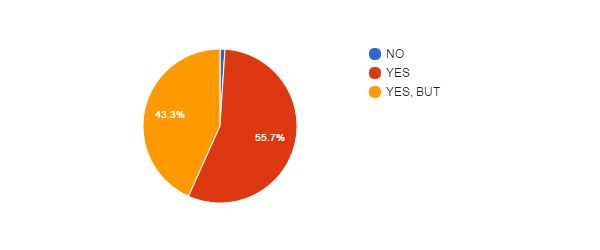 NO
YES
YES, BUT
43.3%
55.7%